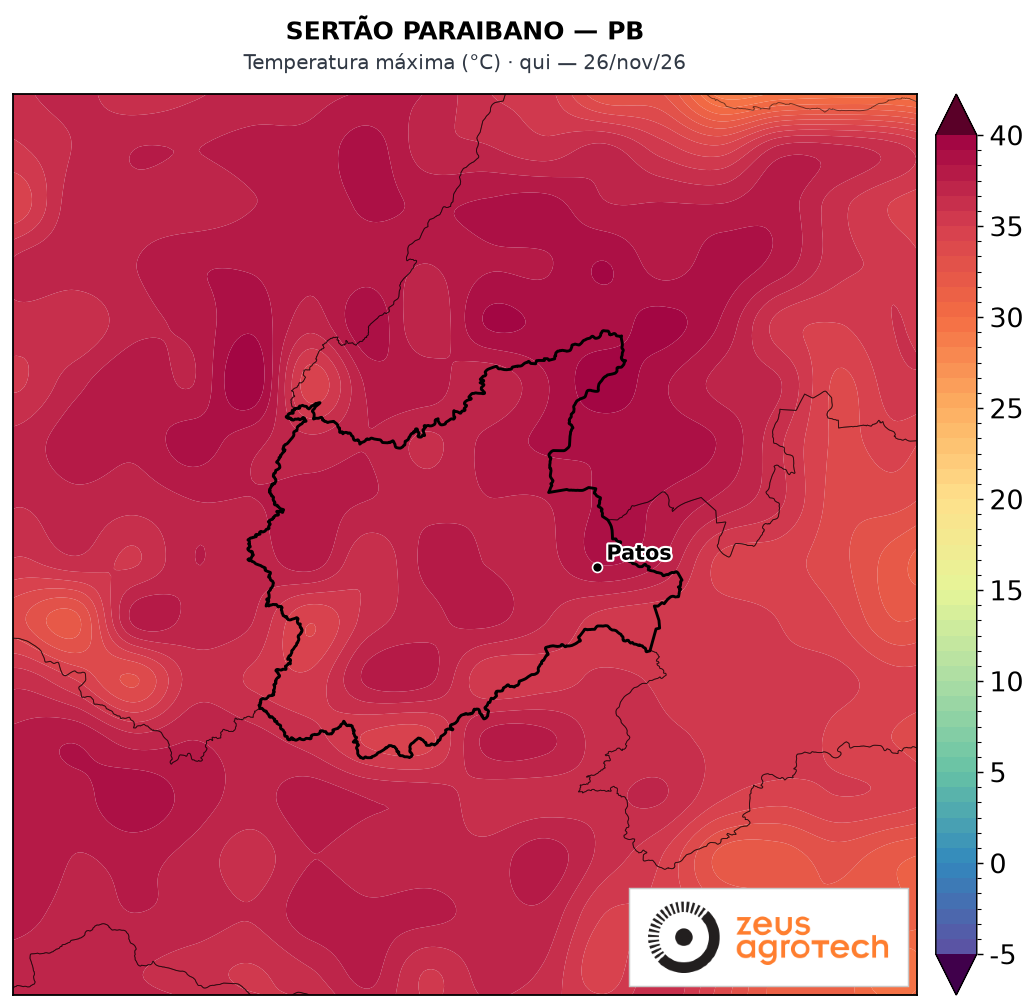 SERTÃO PARAIBANO — PB
Temperatura máxima (°C) · qui — 26/nov/26
40
35
30
25
20
15
10
5
0
-5
Patos
zeus
agrotech